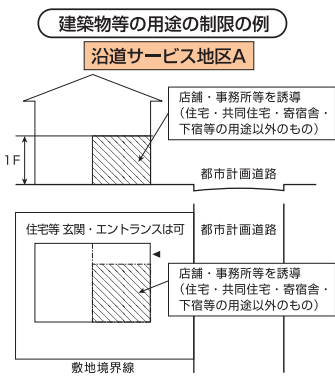 建築物等の用途の制限の例
沿道サービス地区A
店舗・事務所等を誘導
（住宅・共同住宅・寄宿舎・
下宿等の用途以外のもの）
1F
都市計画道路
住宅等 玄関・エントランスは可
都市計画道路
店舗・事務所等を誘導
（住宅・共同住宅・寄宿舎・
下宿等の用途以外のもの）
敷地境界線